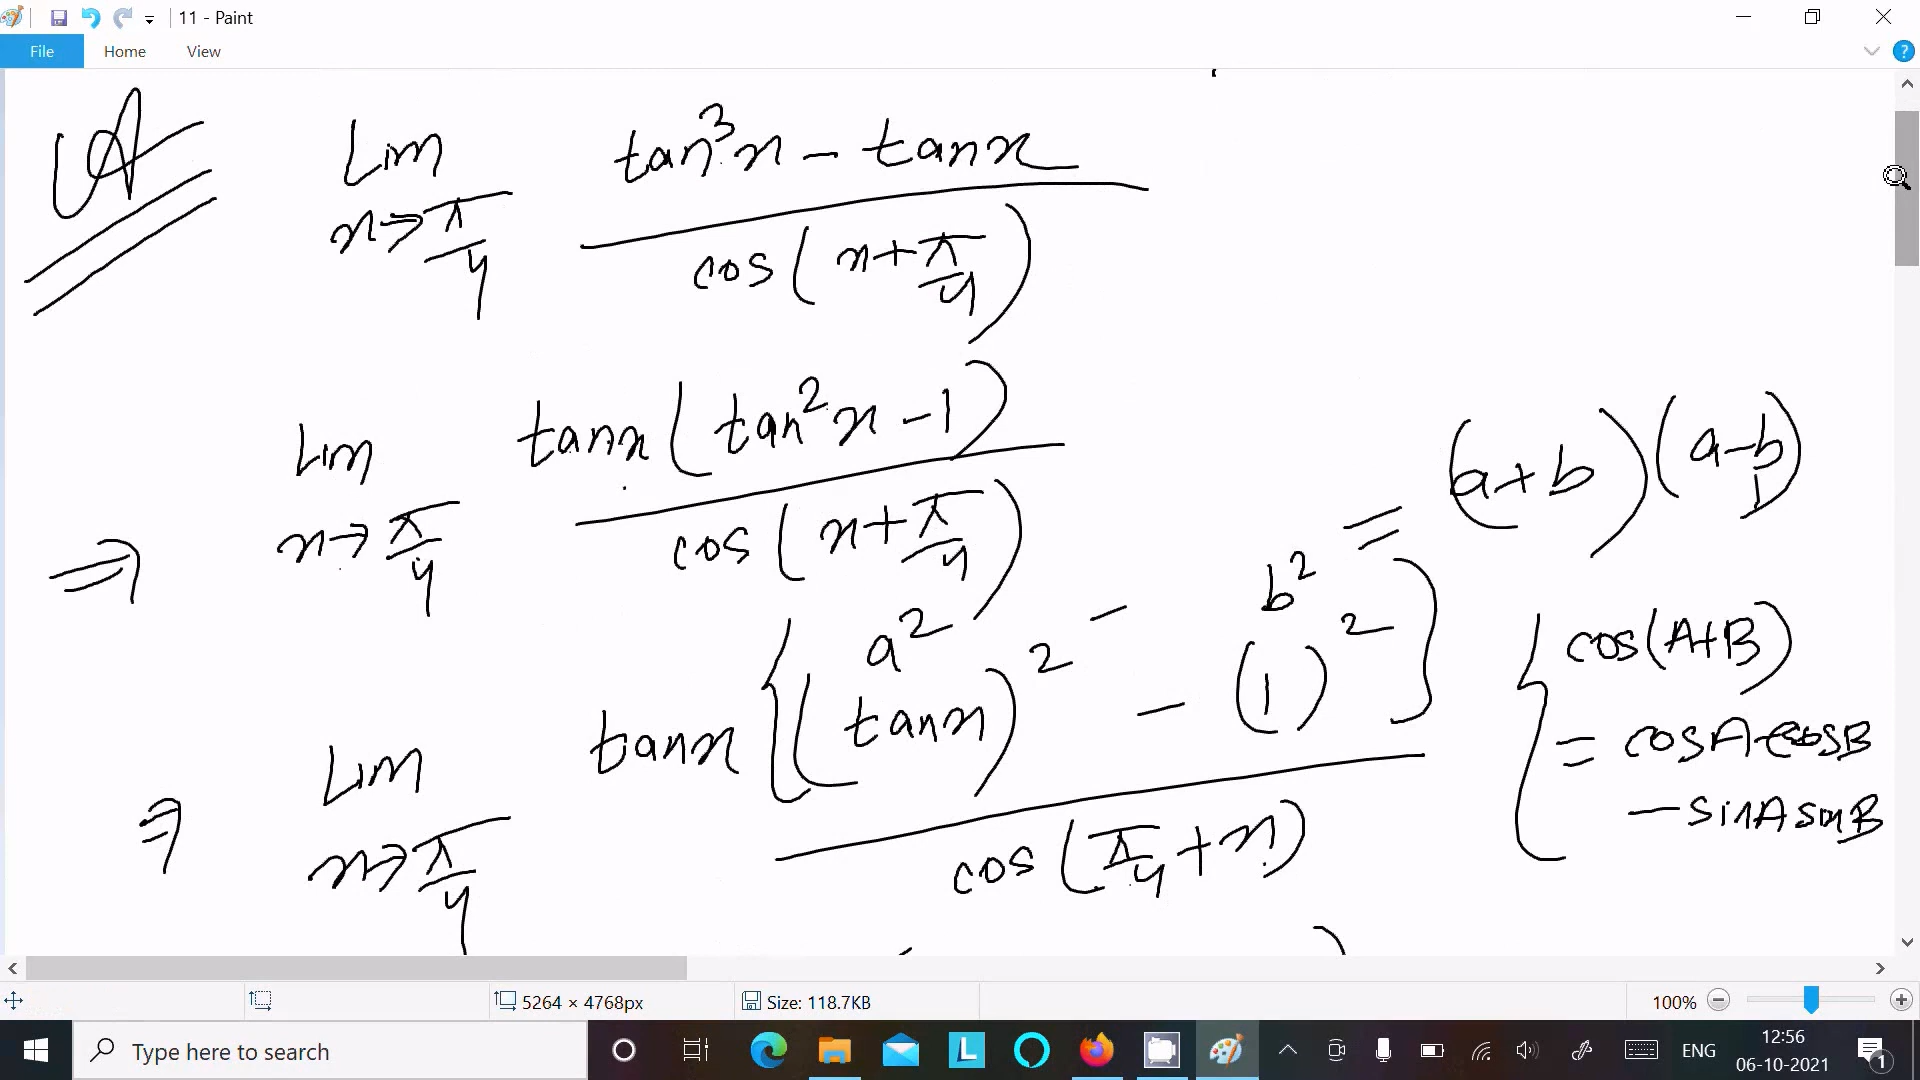 11 - Paint
File Home View
Lim tan³x - tanx
x→π/4 cos(x+π/4)
Lim tanx(tan²x-1)
⇒ x→π/4 cos(x+π/4)
a² - b² = (a+b)(a-b)
Lim tanx{(tanx)² - (1)²}
⇒ x→π/4 cos(π/4+x)
{cos(A+B)
= cosA cosB
- sinA sinB
5264 × 4768px Size: 118.7KB 100%
Type here to search L ENG 12:56
06-10-2021 1